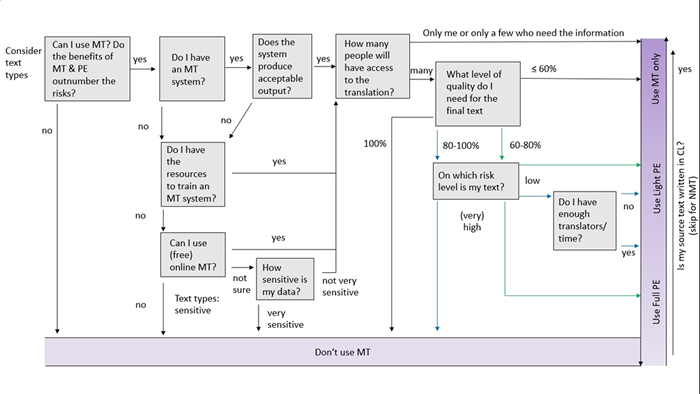 Only me or only a few who need the information
Consider
text
types
Can I use MT? Do
the benefits of
MT & PE
outnumber the
risks?
yes
Do I have
an MT
system?
yes
Does the
system
produce
acceptable
output?
yes
How many
people will
have access
to the
translation?
many
What level of
quality do I
need for the
final text
≤ 60%
Use MT only
yes
no
no
no
100%
80-100%
60-80%
Do I have
the
resources
to train an
MT system?
yes
On which risk
level is my text?
low
Use Light PE
Is my source text written in CL?
(skip for NMT)
Do I have
enough
translators/
time?
no
yes
(very)
high
no
Can I use
(free)
online MT?
yes
not
sure
How
sensitive is
my data?
not very
sensitive
no
Text types:
sensitive
very
sensitive
Use Full PE
Don't use MT